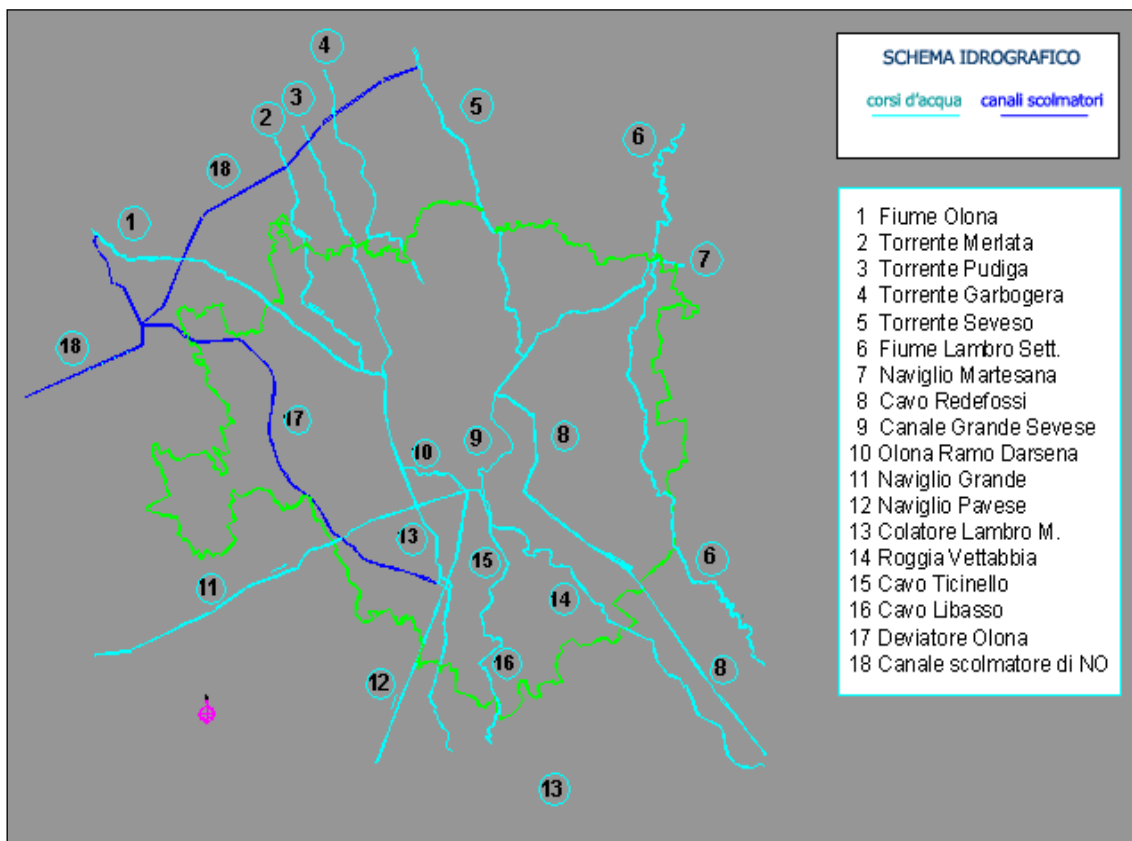 SCHEMA IDROGRAFICO
corsi d'acqua canali scolmatori
4
3
2
5
6
18
1
7
18
17
9
8
10
13
15
11
14
6
16
12
8
13
1 Fiume Olona
2 Torrente Merlata
3 Torrente Pudiga
4 Torrente Garbogera
5 Torrente Seveso
6 Fiume Lambro Sett.
7 Naviglio Martesana
8 Cavo Redefossi
9 Canale Grande Sevese
10 Olona Ramo Darsena
11 Naviglio Grande
12 Naviglio Pavese
13 Colatore Lambro M.
14 Roggia Vettabbia
15 Cavo Ticinello
16 Cavo Libasso
17 Deviatore Olona
18 Canale scolmatore di NO